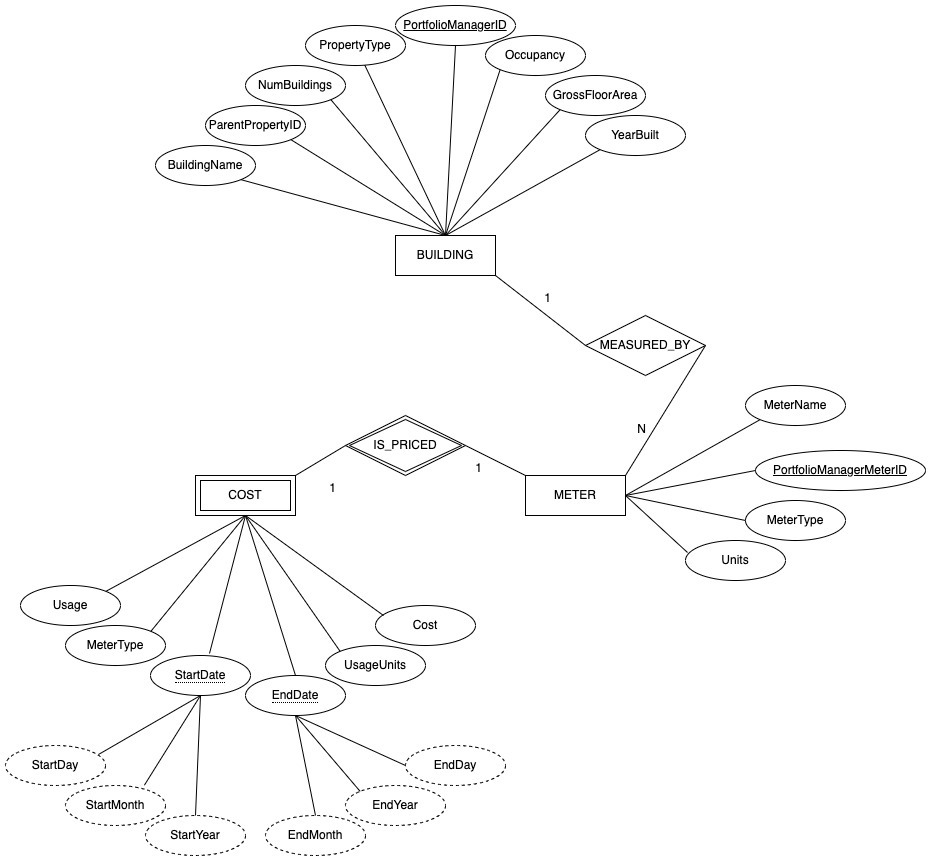 PortfolioManagerID
PropertyType
Occupancy
NumBuildings
GrossFloorArea
ParentPropertyID
YearBuilt
BuildingName
BUILDING
1
MEASURED_BY
MeterName
N
IS_PRICED
1
1
PortfolioManagerMeterID
COST
METER
MeterType
Units
Usage
Cost
MeterType
UsageUnits
StartDate
EndDate
StartDay
EndDay
StartMonth
EndYear
StartYear
EndMonth